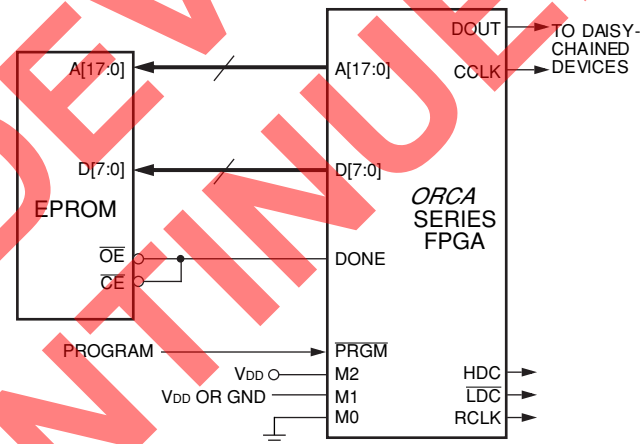 DOUT
TO DAISY-
CHAINED
DEVICES
A[17:0]
A[17:0]
CCLK
D[7:0]
D[7:0]
EPROM
ORCA
SERIES
FPGA
OE
DONE
CE
PROGRAM
PRGM
VDD
M2
HDC
VDD OR GND
M1
LDC
M0
RCLK